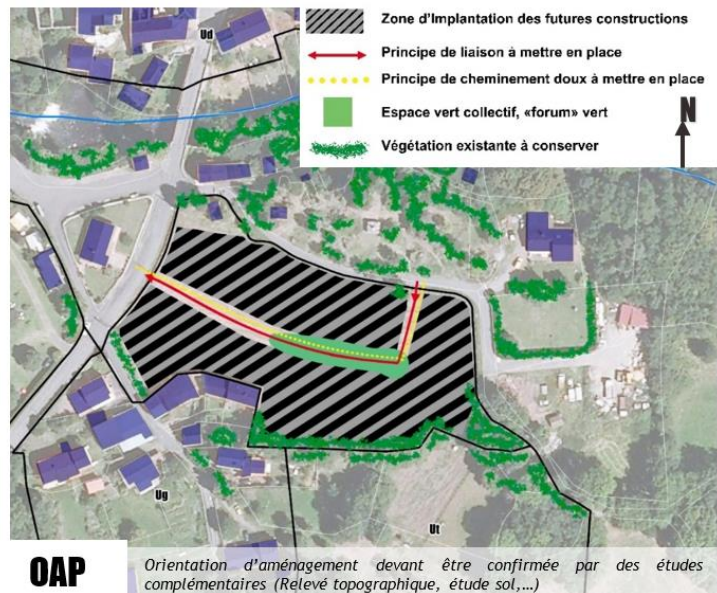 Ud
Zone d'Implantation des futures constructions
Principe de liaison à mettre en place
Principe de cheminement doux à mettre en place
Espace vert collectif, «forum» vert
Végétation existante à conserver
N
Ug
Ut
OAP
Orientation d'aménagement devant être confirmée par des études
complémentaires (Relevé topographique, étude sol,...)